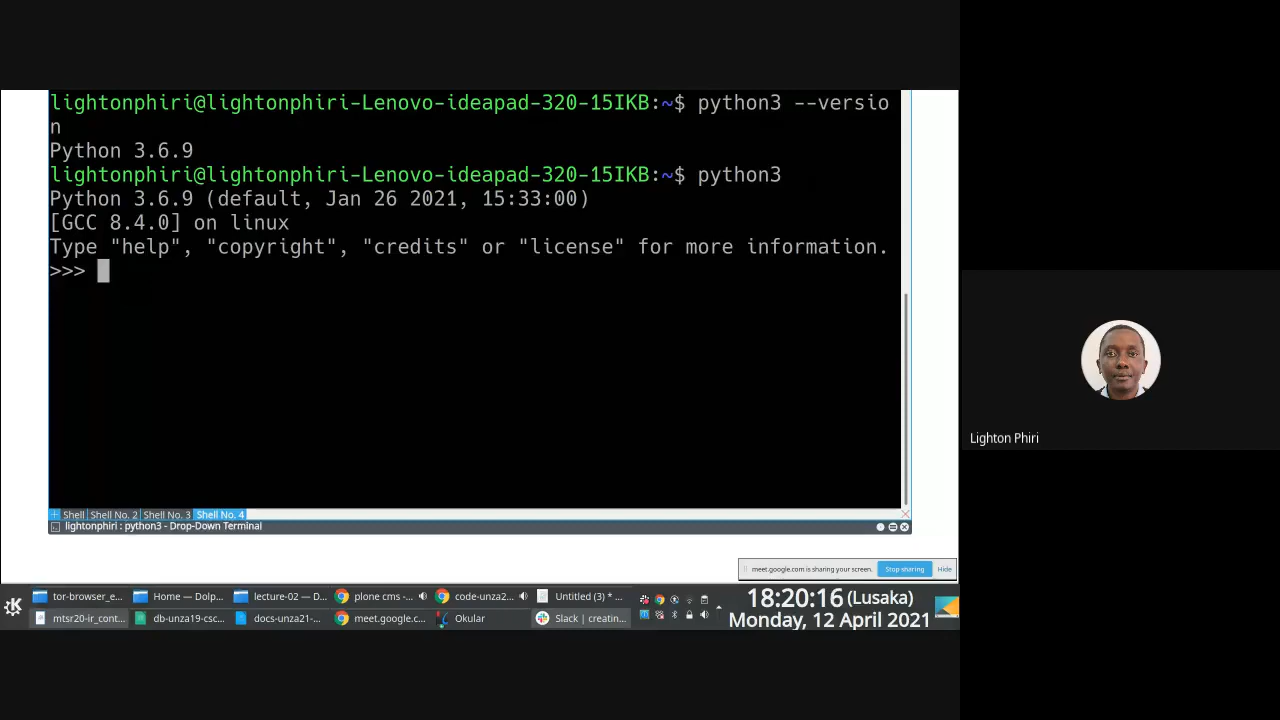 lightonphiri@lightonphiri-Lenovo-ideapad-320-15IKB:~$ python3 --versio
n
Python 3.6.9
lightonphiri@lightonphiri-Lenovo-ideapad-320-15IKB:~$ python3
Python 3.6.9 (default, Jan 26 2021, 15:33:00)
[GCC 8.4.0] on linux
Type "help", "copyright", "credits" or "license" for more information.
>>>
Lighton Phiri
Shell Shell No. 2 Shell No. 3 Shell No. 4
lightonphiri : python3 - Drop-Down Terminal
meet.google.com is sharing your screen. Stop sharing Hide
tor-browser_e... Home — Dolp... lecture-02 — D... plone cms -... code-unza2... Untitled (3) * ...
mtsr20-ir_cont... db-unza19-csc... docs-unza21-... meet.google.c... Okular Slack | creatin...
18:20:16 (Lusaka)
Monday, 12 April 2021